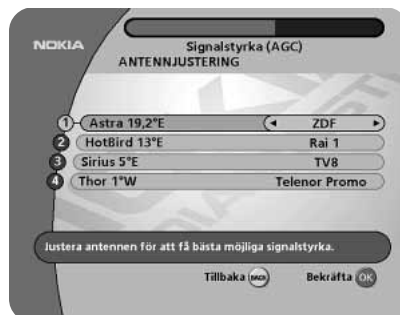 NOKIA
Signalstyrka (AGC)
ANTENNJUSTERING
1 Astra 19,2°E ZDF
2 HotBird 13°E Rai 1
3 Sirius 5°E TV8
4 Thor 1°W Telenor Promo
Justera antennen för att få bästa möjliga signalstyrka.
Tillbaka BACK Bekräfta OK